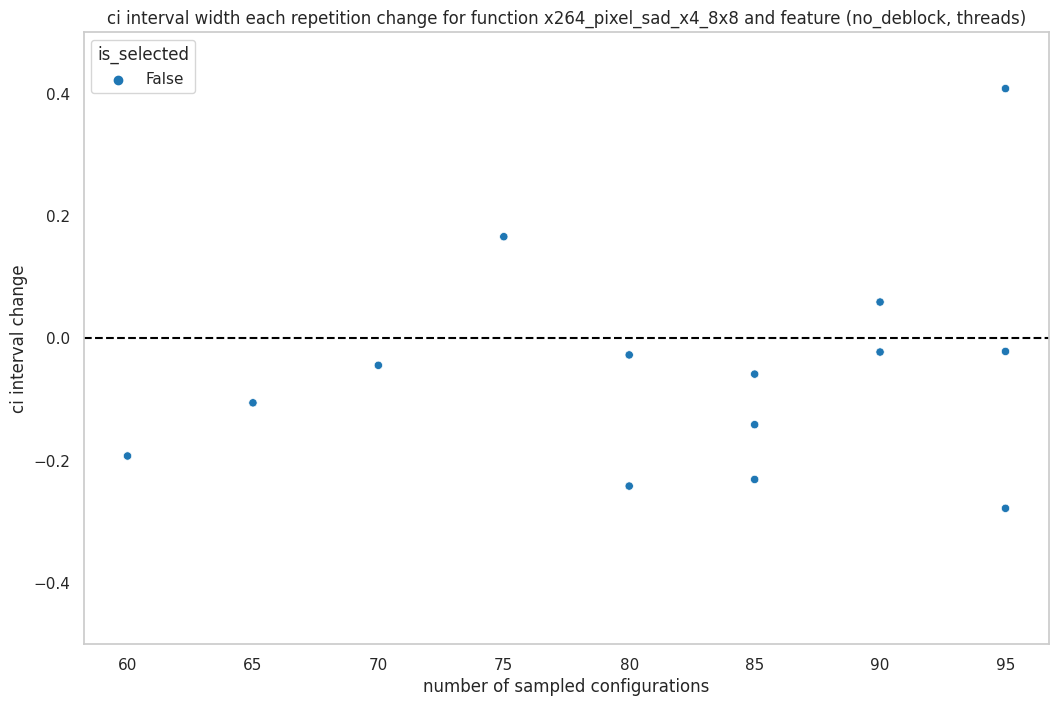 ci interval width each repetition change for function x264_pixel_sad_x4_8x8 and feature (no_deblock, threads)
is_selected
False
0.4
0.2
0.0
−0.2
−0.4
ci interval change
60 65 70 75 80 85 90 95
number of sampled configurations